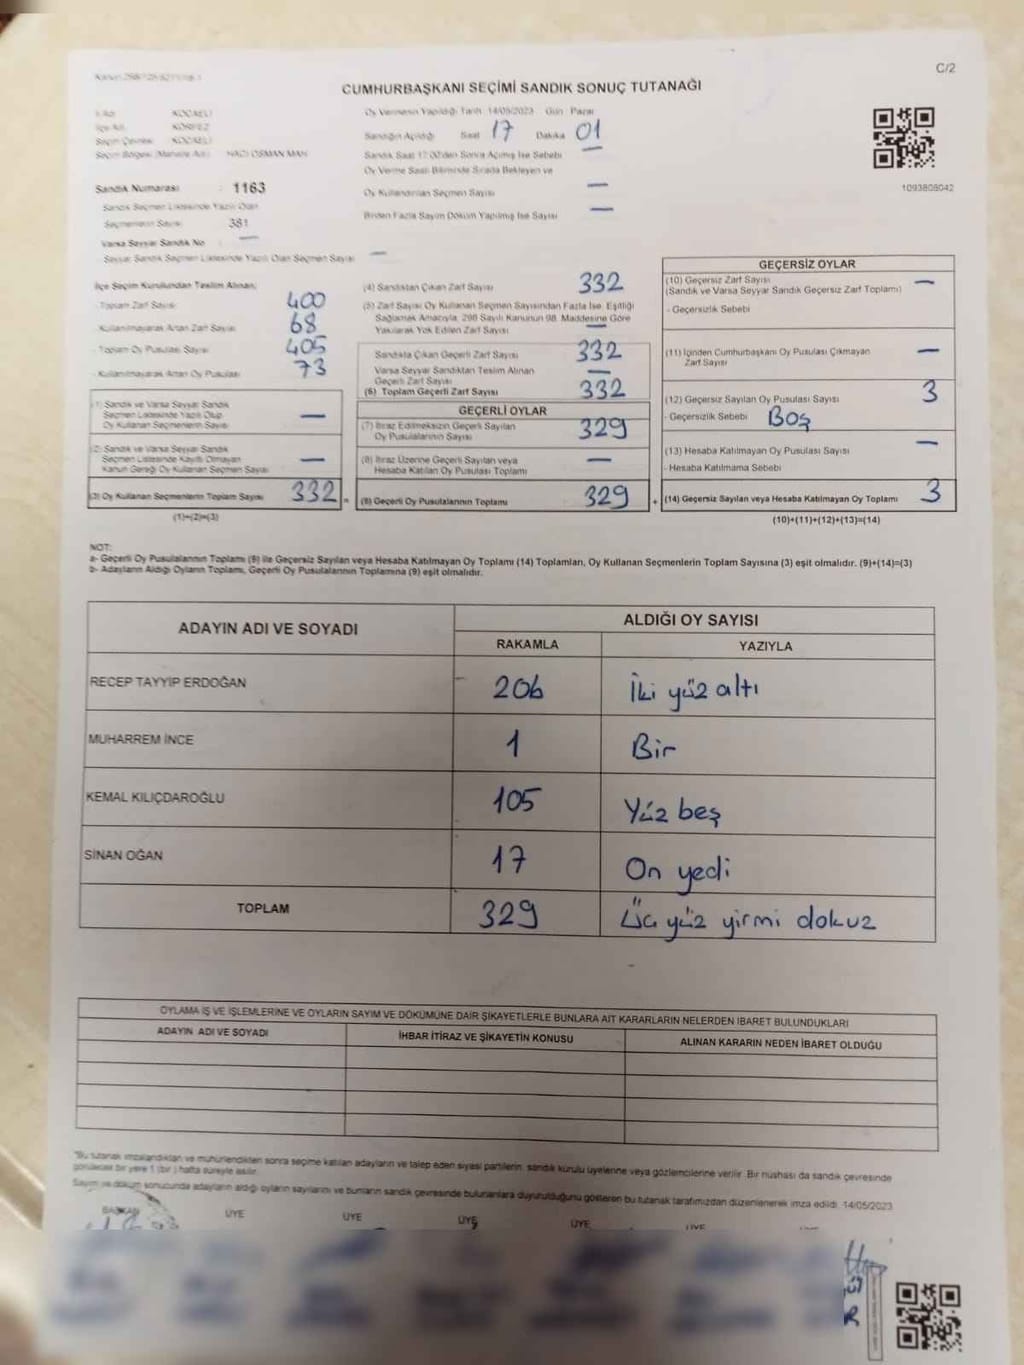 C/2
CUMHURBAŞKANI SEÇİMİ SANDIK SONUÇ TUTANAĞI
İl Adı KOCAELİ
İlçe Adı KÖRFEZ
Seçim Çevresi KOCAELİ
Seçim Bölgesi (Mahalle Adı) HACI OSMAN MAH.
Sandık Numarası : 1163
Sandık Seçmen Listesinde Yazılı Olan
Seçmenlerin Sayısı 381
Varsa Seyyar Sandık No —
Seyyar Sandık Seçmen Listesinde Yazılı Olan Seçmen Sayısı —
Oy Vermenin Yapıldığı Tarih 14/05/2023 Gün Pazar
Sandığın Açıldığı Saat 17 Dakika 01
Sandık Saat 17:00'den Sonra Açılmış İse Sebebi —
Oy Verme Saati Bitiminde Sırada Bekleyen ve
Oy Kullandırılan Seçmen Sayısı —
Birden Fazla Sayım Döküm Yapılmış İse Sayısı —
1093808042
İlçe Seçim Kurulundan Teslim Alınan;
- Toplam Zarf Sayısı 400
- Kullanılmayarak Artan Zarf Sayısı 68
- Toplam Oy Pusulası Sayısı 405
- Kullanılmayarak Artan Oy Pusulası 73
(1) Sandık ve Varsa Seyyar Sandık
Seçmen Listesinde Yazılı Olup
Oy Kullanan Seçmenlerin Sayısı —
(2) Sandık ve Varsa Seyyar Sandık
Seçmen Listesinde Kayıtlı Olmayan
Kanun Gereği Oy Kullanan Seçmen Sayısı —
(3) Oy Kullanan Seçmenlerin Toplam Sayısı 332 =
(1)+(2)=(3)
(4) Sandıktan Çıkan Zarf Sayısı 332
(5) Zarf Sayısı Oy Kullanan Seçmen Sayısından Fazla İse, Eşitliği
Sağlamak Amacıyla, 298 Sayılı Kanunun 98. Maddesine Göre
Yakılarak Yok Edilen Zarf Sayısı —
Sandıkta Çıkan Geçerli Zarf Sayısı 332
Varsa Seyyar Sandıktan Teslim Alınan
Geçerli Zarf Sayısı —
(6) Toplam Geçerli Zarf Sayısı 332
GEÇERLİ OYLAR
(7) İtiraz Edilmeksizin Geçerli Sayılan
Oy Pusulalarının Sayısı 329
(8) İtiraz Üzerine Geçerli Sayılan veya
Hesaba Katılan Oy Pusulası Toplamı —
(9) Geçerli Oy Pusulalarının Toplamı 329 +
GEÇERSİZ OYLAR
(10) Geçersiz Zarf Sayısı —
(Sandık ve Varsa Seyyar Sandık Geçersiz Zarf Toplamı)
- Geçersizlik Sebebi
(11) İçinden Cumhurbaşkanı Oy Pusulası Çıkmayan
Zarf Sayısı —
(12) Geçersiz Sayılan Oy Pusulası Sayısı 3
- Geçersizlik Sebebi Boş
(13) Hesaba Katılmayan Oy Pusulası Sayısı —
- Hesaba Katılmama Sebebi
(14) Geçersiz Sayılan veya Hesaba Katılmayan Oy Toplamı 3
(10)+(11)+(12)+(13)=(14)
NOT:
a- Geçerli Oy Pusulalarının Toplamı (9) ile Geçersiz Sayılan veya Hesaba Katılmayan Oy Toplamı (14) Toplamları, Oy Kullanan Seçmenlerin Toplam Sayısına (3) eşit olmalıdır. (9)+(14)=(3)
b- Adayların Aldığı Oyların Toplamı, Geçerli Oy Pusulalarının Toplamına (9) eşit olmalıdır.
ADAYIN ADI VE SOYADI
ALDIĞI OY SAYISI
RAKAMLA YAZIYLA
RECEP TAYYİP ERDOĞAN 206 İki yüz altı
MUHARREM İNCE 1 Bir
KEMAL KILIÇDAROĞLU 105 Yüz beş
SİNAN OĞAN 17 On yedi
TOPLAM 329 Üç yüz yirmi dokuz
OYLAMA İŞ VE İŞLEMLERİNE VE OYLARIN SAYIM VE DÖKÜMÜNE DAİR ŞİKAYETLERLE BUNLARA AİT KARARLARIN NELERDEN İBARET BULUNDUKLARI
ADAYIN ADI VE SOYADI İHBAR İTİRAZ VE ŞİKAYETİN KONUSU ALINAN KARARIN NEDEN İBARET OLDUĞU
*Bu tutanak imzalandıktan ve mühürlendikten sonra seçime katılan adayların ve talep eden siyasi partilerin, sandık kurulu üyelerine veya gözlemcilerine verilir. Bir nüshası da sandık çevresinde
görülecek bir yere 1 (bir) hafta süreyle asılır.
Sayım ve döküm sonucunda adayların aldığı oyların sayılarını ve bunların sandık çevresinde bulunanlara duyurulduğunu gösteren bu tutanak tarafımızdan düzenlenerek imza edildi. 14/05/2023
BAŞKAN ÜYE ÜYE ÜYE ÜYE ÜYE ÜYE